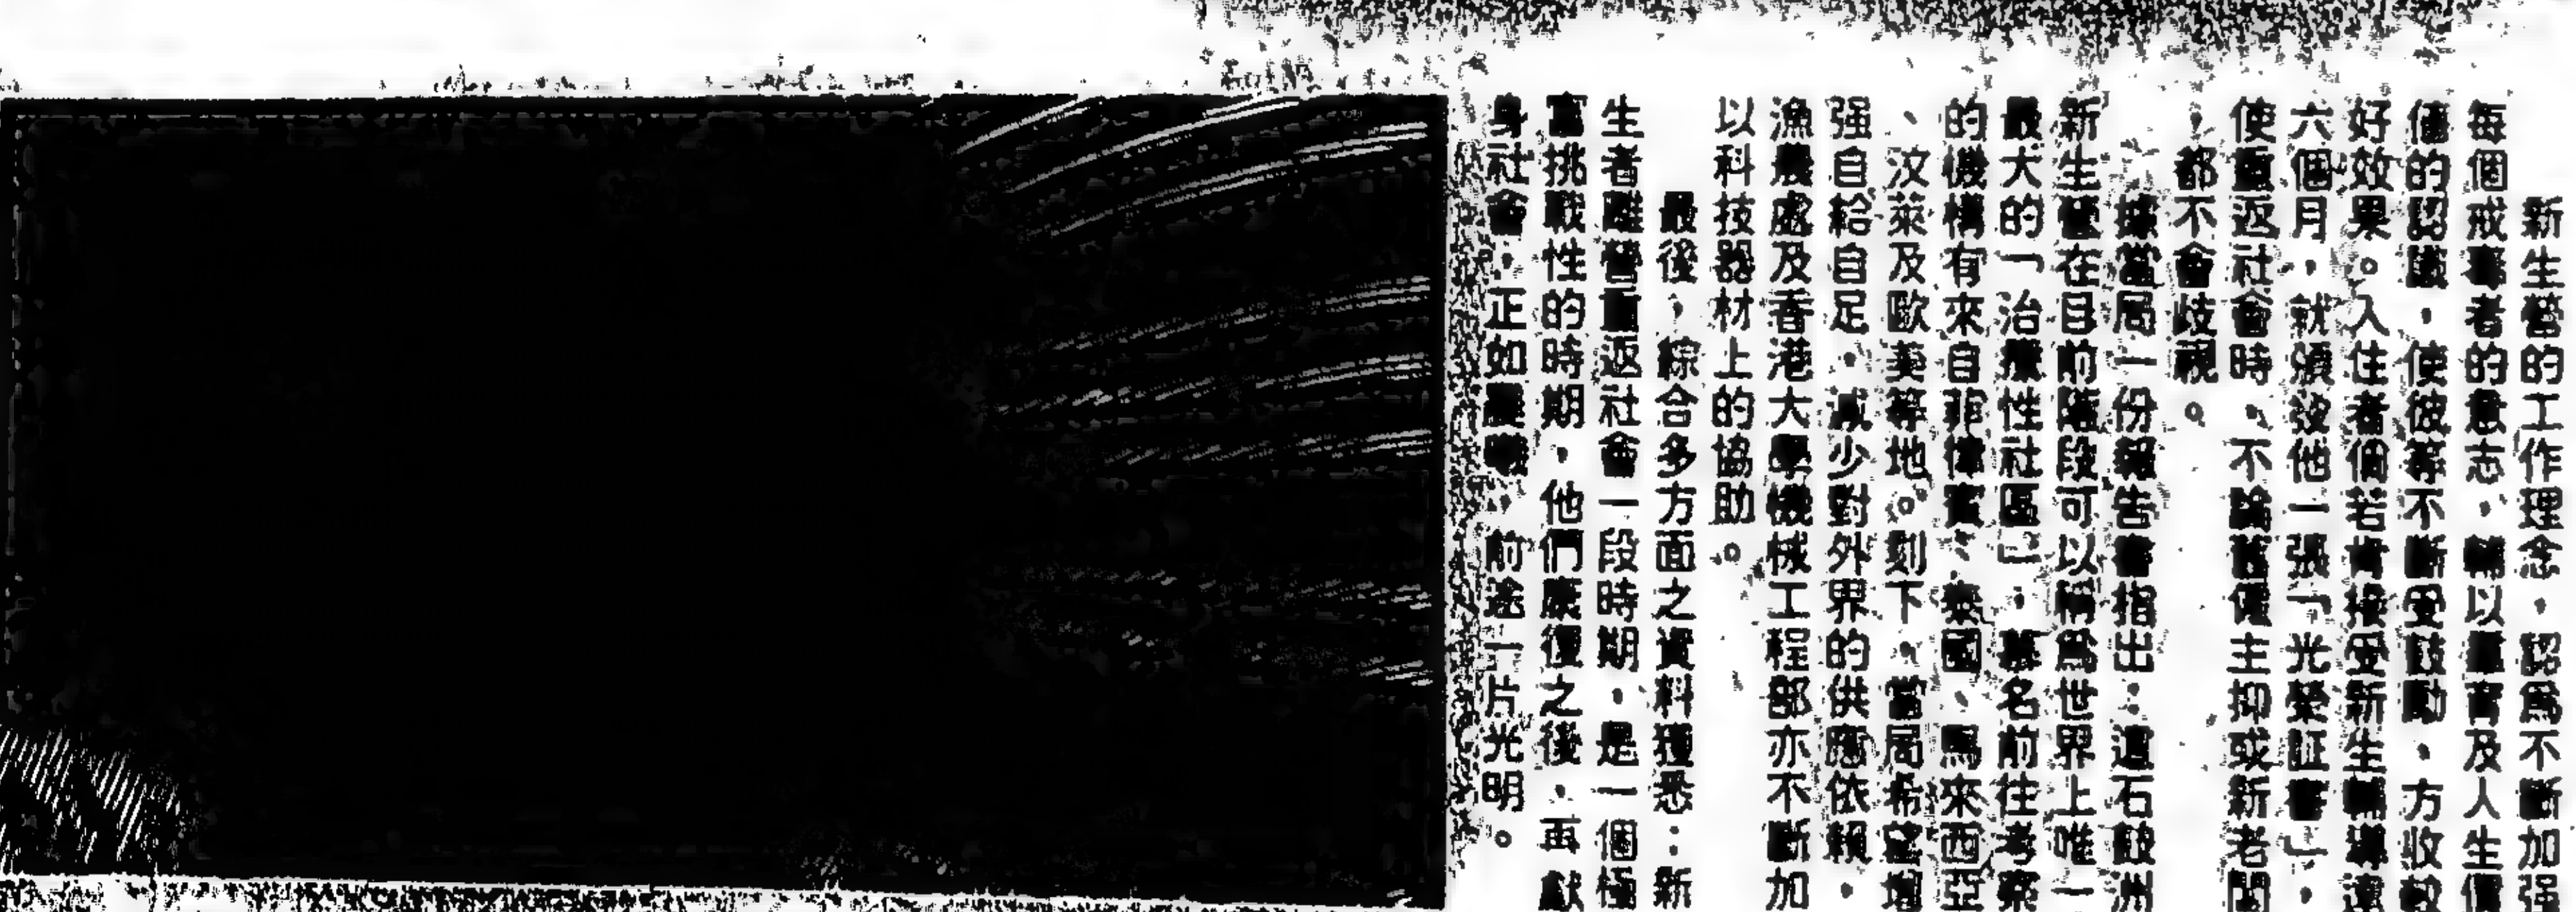 新生營的工作理念，認爲不斷加强
每個戒毒者的意志，輔以羣育及人生價
值的認識，使彼等不斷受鼓勵、方收較
好效果。入住者個若肯接受新生輔導達
六個月，就頒發他一張「光榮証書」，
使重返社會時、不論舊僱主抑或新老闆
，都不會歧視。
據當局一份報告書指出：這石鼓洲
新生營在目前階段可以稱爲世界上唯一
最大的「治療性社區」，慕名前往考察
的機構有來自菲律賓、泰國、馬來西亞
、汶萊及歐美等地。刻下，當局希望增
强自給自足，减少對外界的供應依賴，
漁農處及香港大學機械工程部亦不斷加
以科技器材上的協助。
最後，綜合多方面之資料獲悉：新
生者離營重返社會一段時期，是一個極
富挑戰性的時期，他們康復之後，再獻
身社會，正如晨曦，前途一片光明。